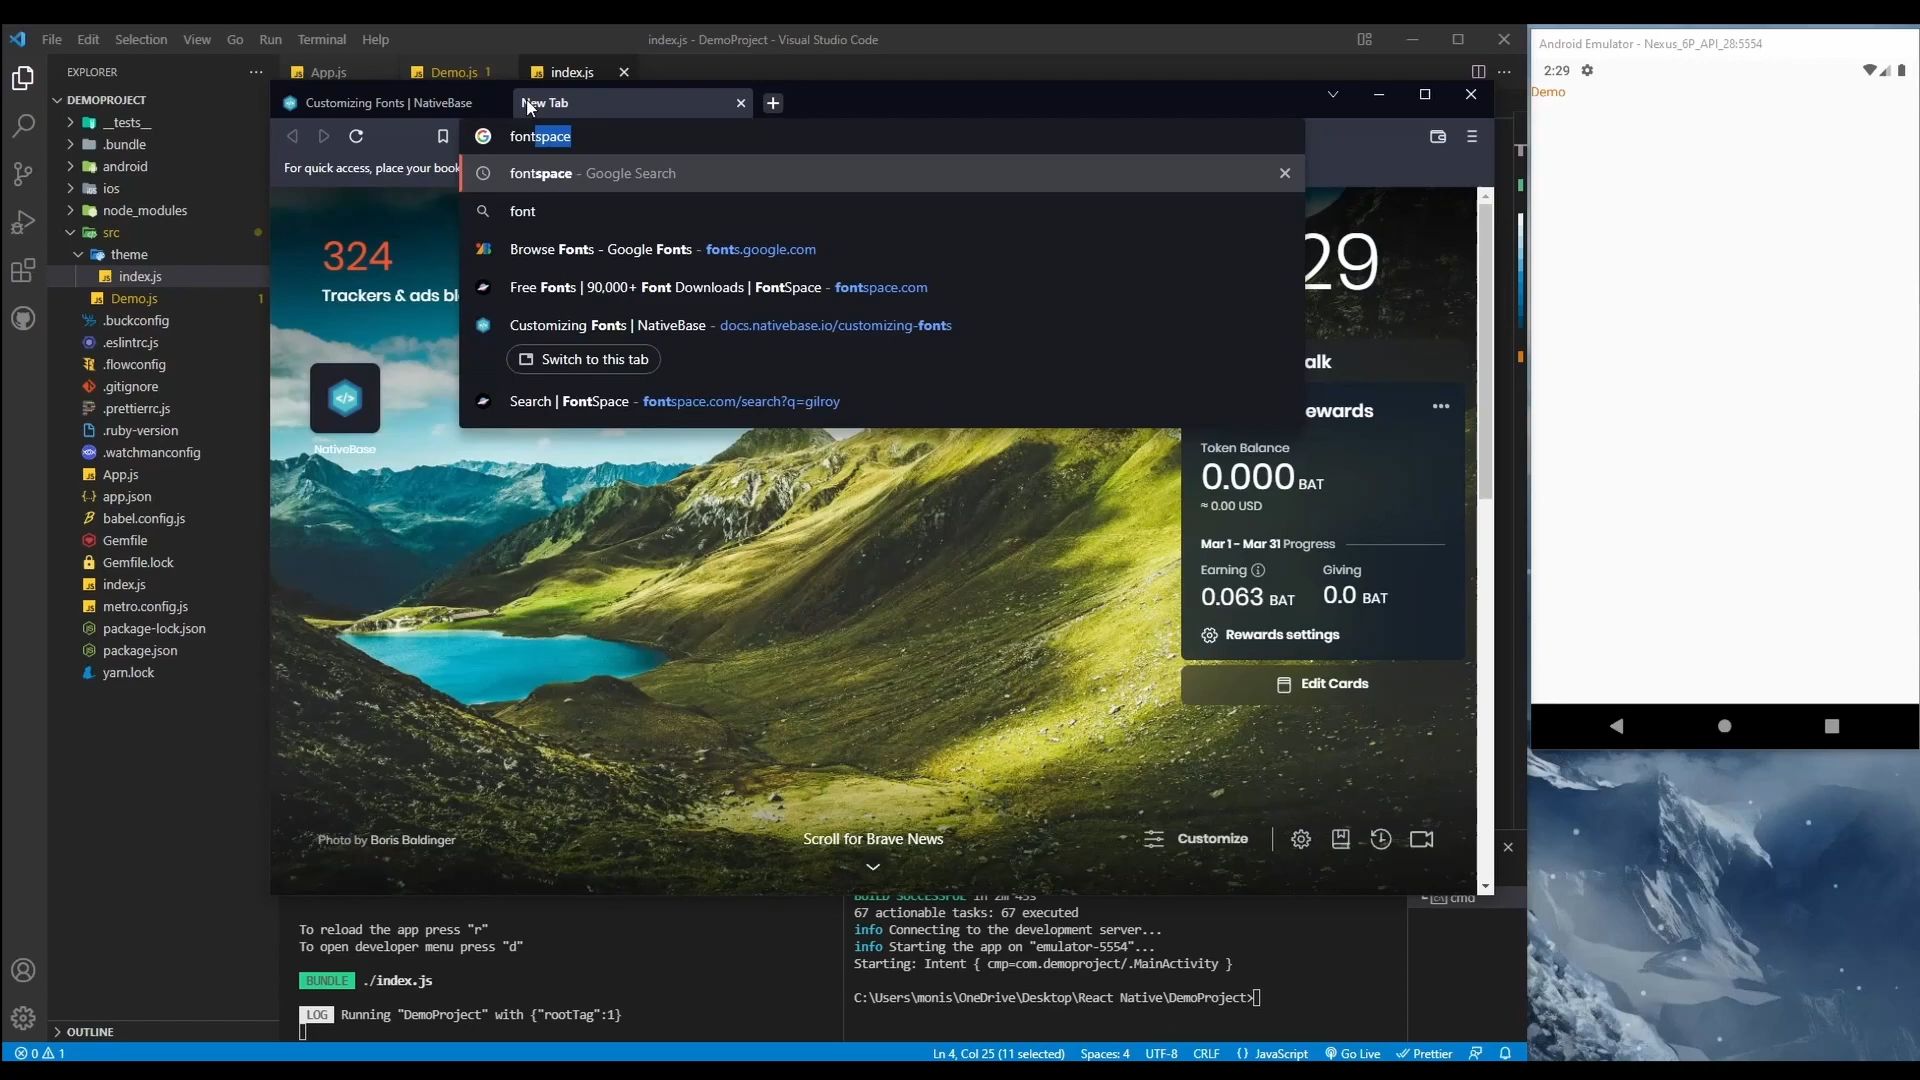 File Edit Selection View Go Run Terminal Help
index.js - DemoProject - Visual Studio Code
EXPLORER
App.js
Demo.js 1
index.js
DEMOPROJECT
__tests__
.bundle
android
ios
node_modules
src
theme
index.js
Demo.js 1
.buckconfig
.eslintrc.js
.flowconfig
.gitignore
.prettierrc.js
.ruby-version
.watchmanconfig
App.js
app.json
babel.config.js
Gemfile
Gemfile.lock
index.js
metro.config.js
package-lock.json
package.json
yarn.lock
OUTLINE
Customizing Fonts | NativeBase
New Tab
fontspace
For quick access, place your book
fontspace - Google Search
font
Browse Fonts - Google Fonts - fonts.google.com
Free Fonts | 90,000+ Font Downloads | FontSpace - fontspace.com
Customizing Fonts | NativeBase - docs.nativebase.io/customizing-fonts
Switch to this tab
Search | FontSpace - fontspace.com/search?q=gilroy
324
Trackers & ads bl
29
NativeBase
alk
ewards
Token Balance
0.000 BAT
≈ 0.00 USD
Mar 1 - Mar 31 Progress
Earning
Giving
0.063 BAT
0.0 BAT
Rewards settings
Edit Cards
Photo by Boris Baldinger
Scroll for Brave News
Customize
To reload the app press "r"
To open developer menu press "d"
BUNDLE ./index.js
LOG Running "DemoProject" with {"rootTag":1}
BUILD SUCCESSFUL in 2m 43s
67 actionable tasks: 67 executed
info Connecting to the development server...
info Starting the app on "emulator-5554"...
Starting: Intent { cmp=com.demoproject/.MainActivity }
C:\Users\monis\OneDrive\Desktop\React Native\DemoProject>
cmd
0 1
Ln 4, Col 25 (11 selected)
Spaces: 4
UTF-8
CRLF
{} JavaScript
Go Live
Prettier
Android Emulator - Nexus_6P_API_28:5554
2:29
Demo